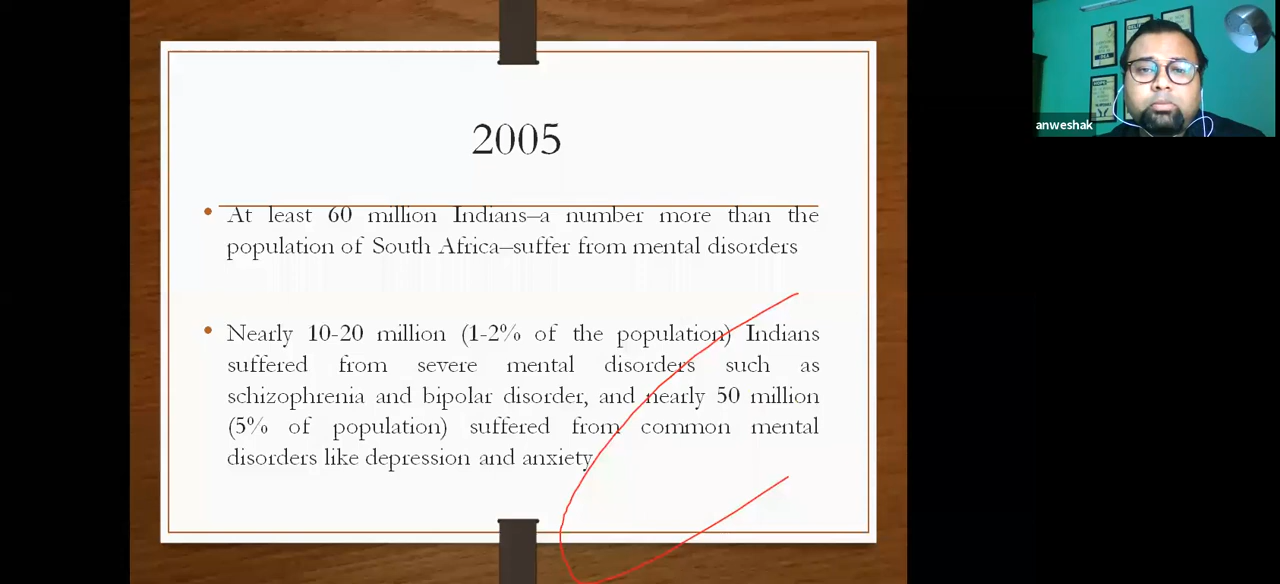 2005
At least 60 million Indians–a number more than the
population of South Africa–suffer from mental disorders
Nearly 10-20 million (1-2% of the population) Indians
suffered from severe mental disorders such as
schizophrenia and bipolar disorder, and nearly 50 million
(5% of population) suffered from common mental
disorders like depression and anxiety
anweshak